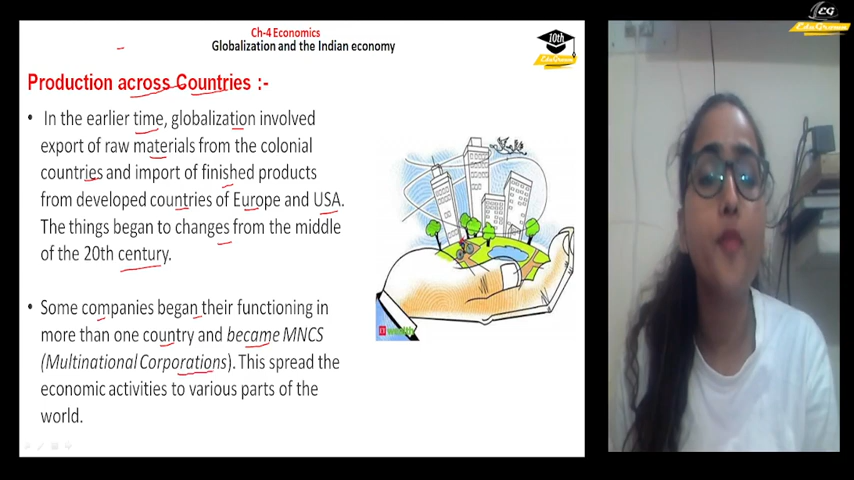 Ch-4 Economics
Globalization and the Indian economy
10th
EduGrown
CG
EduGrown
Production across Countries :-
• In the earlier time, globalization involved
export of raw materials from the colonial
countries and import of finished products
from developed countries of Europe and USA.
The things began to changes from the middle
of the 20th century.
• Some companies began their functioning in
more than one country and became MNCS
(Multinational Corporations). This spread the
economic activities to various parts of the
world.